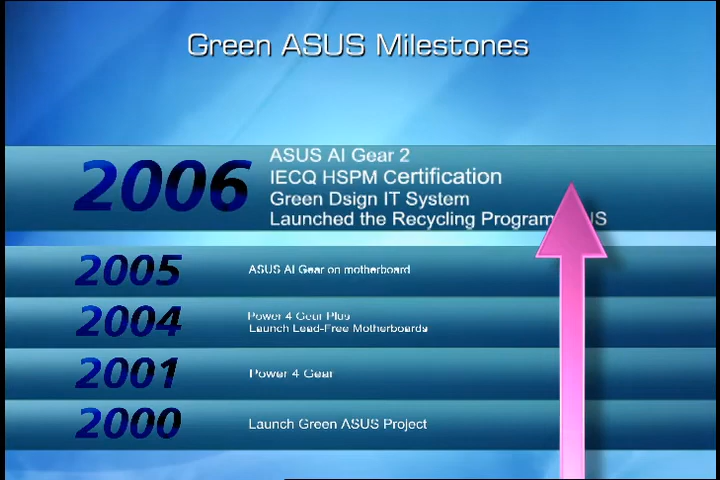 Green ASUS Milestones
2006
ASUS AI Gear 2
IECQ HSPM Certification
Green Dsign IT System
Launched the Recycling Program
2005
ASUS AI Gear on motherboard
2004
Power 4 Gear Plus
Launch Lead-Free Motherboards
2001
Power 4 Gear
2000
Launch Green ASUS Project